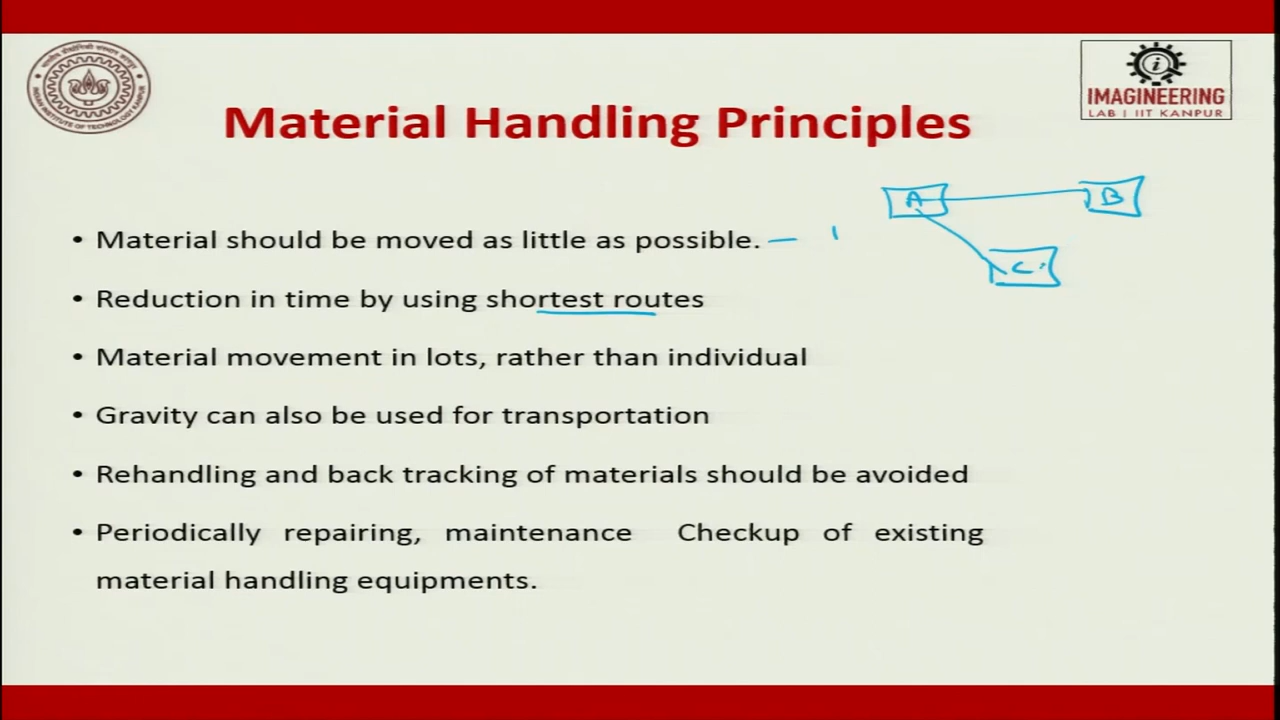 IMAGINEERING
LAB | IIT KANPUR
Material Handling Principles
A
B
C
• Material should be moved as little as possible.
• Reduction in time by using shortest routes
• Material movement in lots, rather than individual
• Gravity can also be used for transportation
• Rehandling and back tracking of materials should be avoided
• Periodically repairing, maintenance Checkup of existing
material handling equipments.